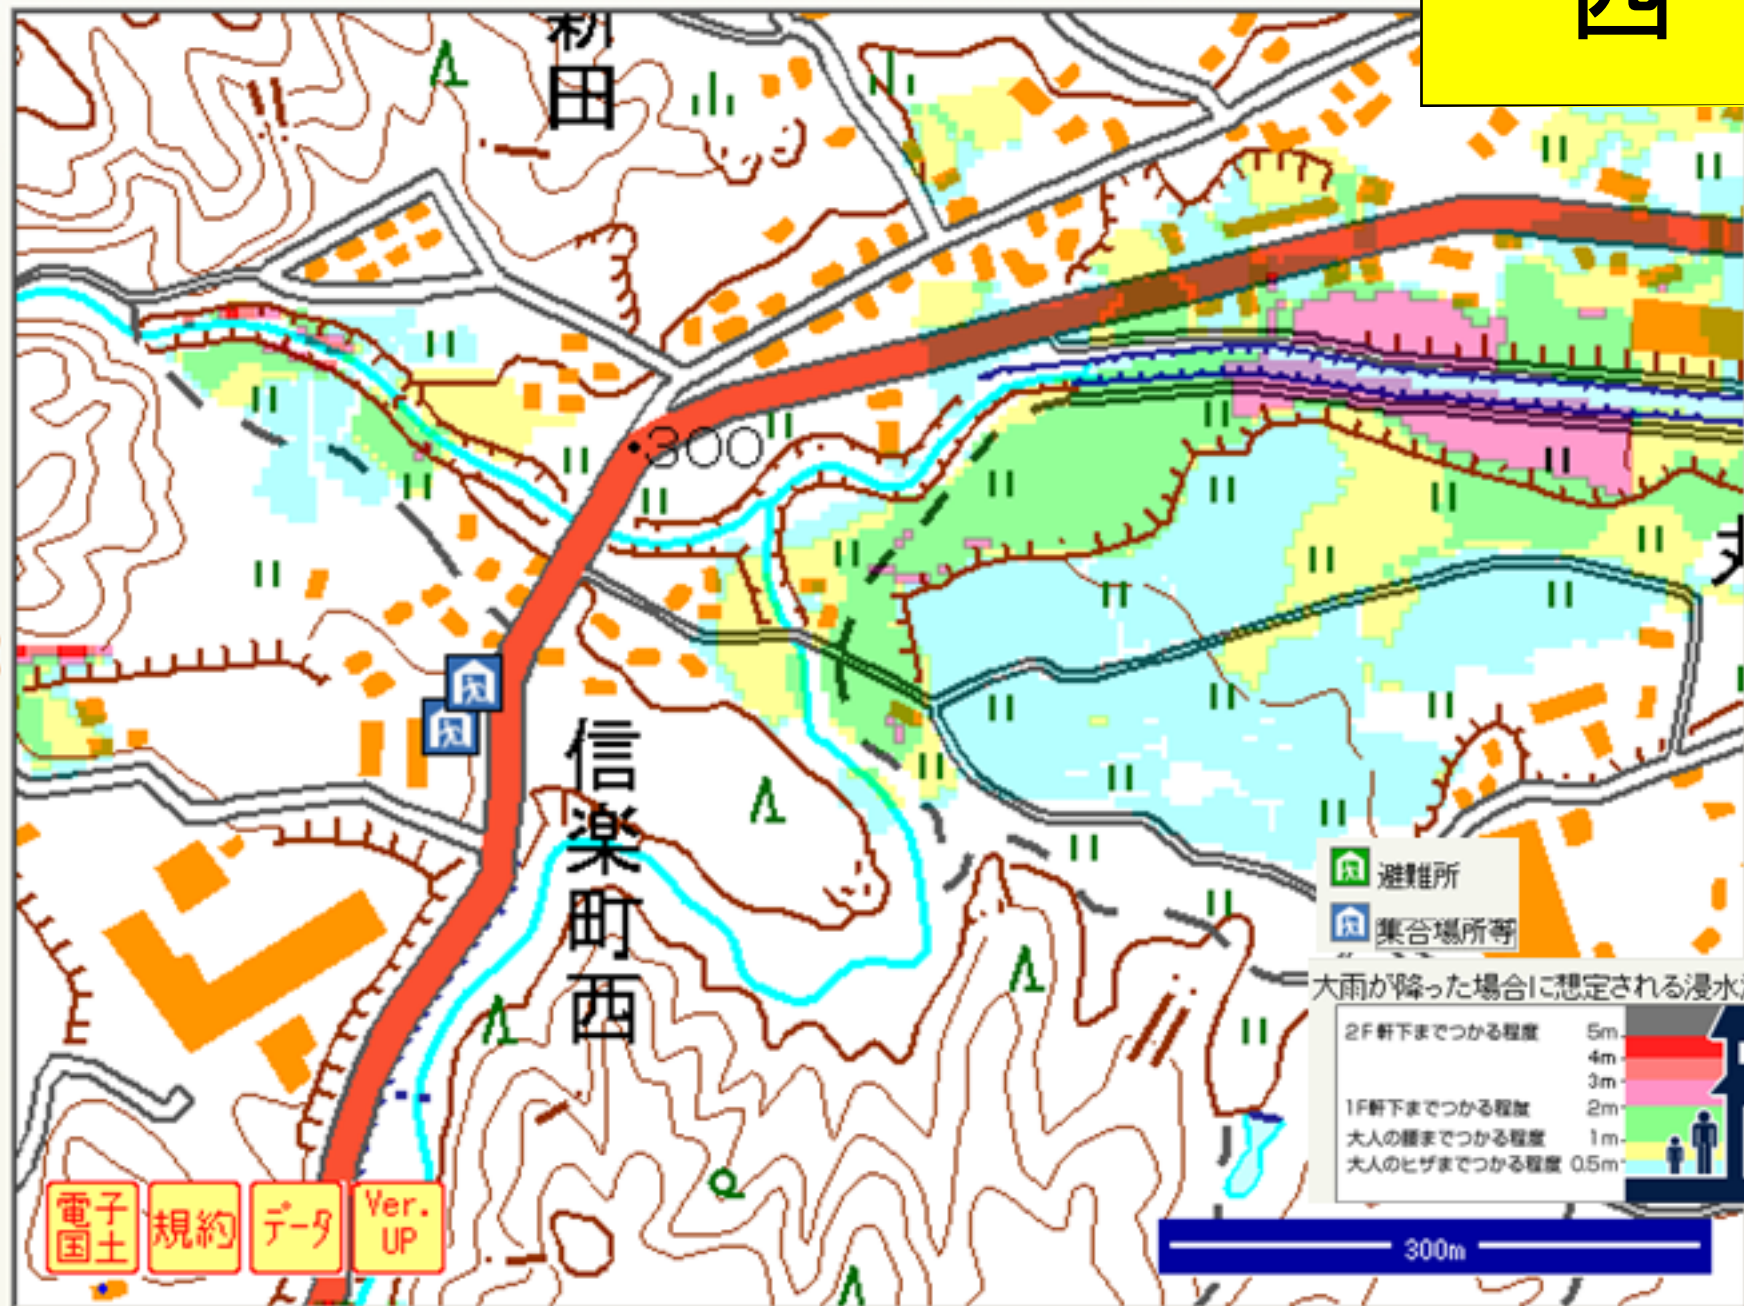 西
新田
300
信楽町西
避難所
集合場所等
大雨が降った場合に想定される浸水
2F軒下までつかる程度 5m
4m
3m
1F軒下までつかる程度 2m
大人の腰までつかる程度 1m
大人のヒザまでつかる程度 0.5m
電子国土
規約
データ
Ver.UP
300m